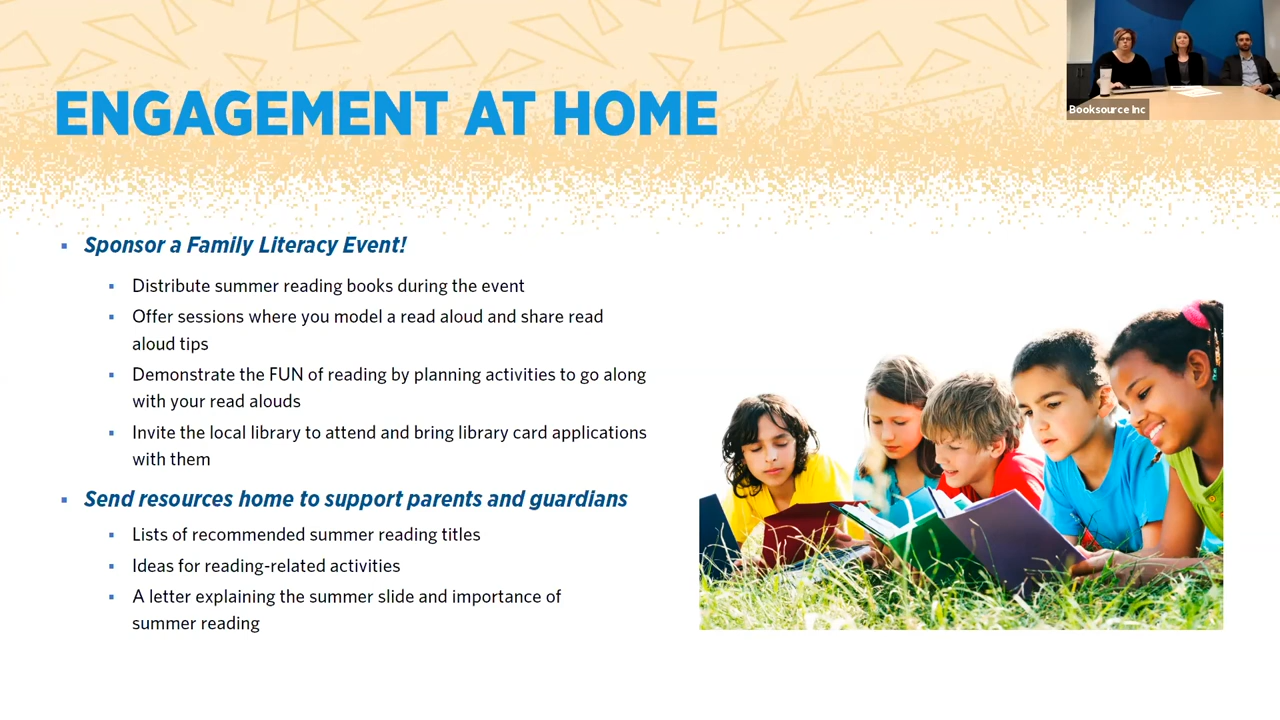 ENGAGEMENT AT HOME
Booksource Inc
Sponsor a Family Literacy Event!
Distribute summer reading books during the event
Offer sessions where you model a read aloud and share read
aloud tips
Demonstrate the FUN of reading by planning activities to go along
with your read alouds
Invite the local library to attend and bring library card applications
with them
Send resources home to support parents and guardians
Lists of recommended summer reading titles
Ideas for reading-related activities
A letter explaining the summer slide and importance of
summer reading